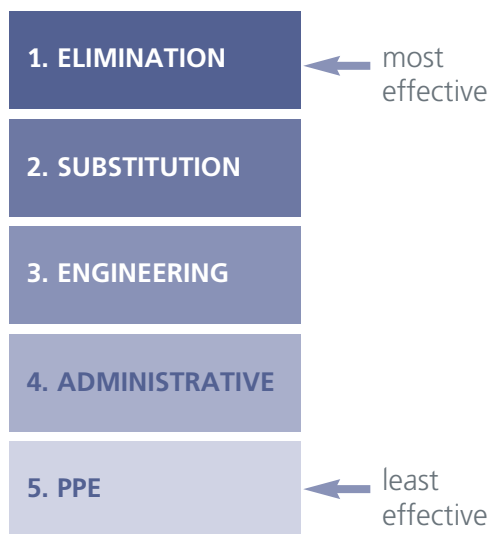 1. ELIMINATION
most
effective
2. SUBSTITUTION
3. ENGINEERING
4. ADMINISTRATIVE
5. PPE
least
effective